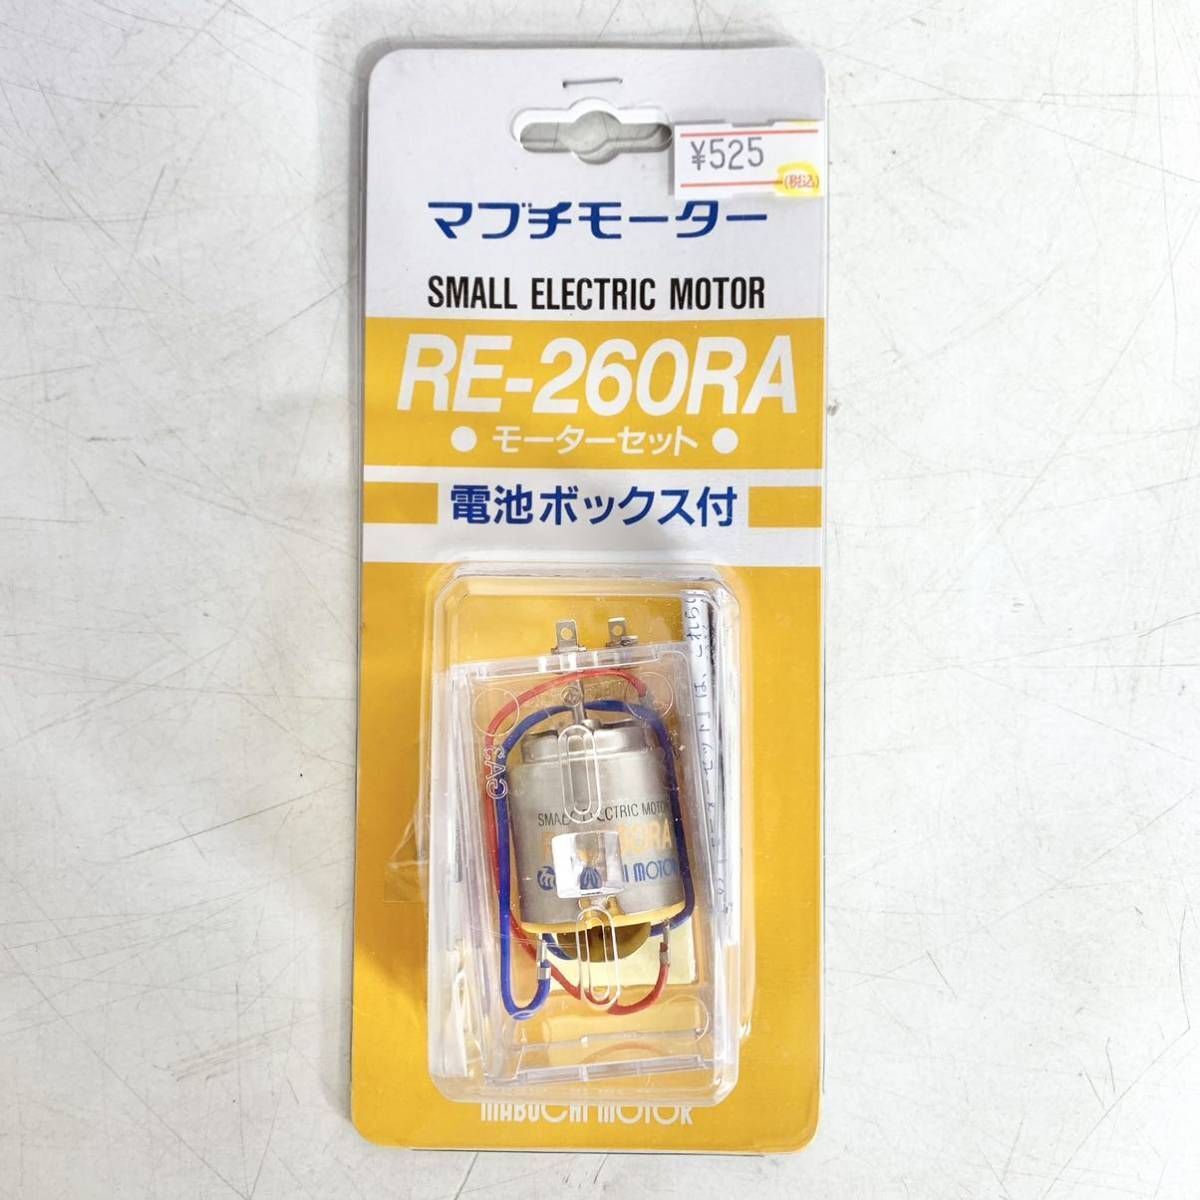 ¥525
(税込)
マブチモーター
SMALL ELECTRIC MOTOR
RE-260RA
●モーターセット●
電池ボックス付
SMALL ELECTRIC MOTOR
MABUCHI MOTOR